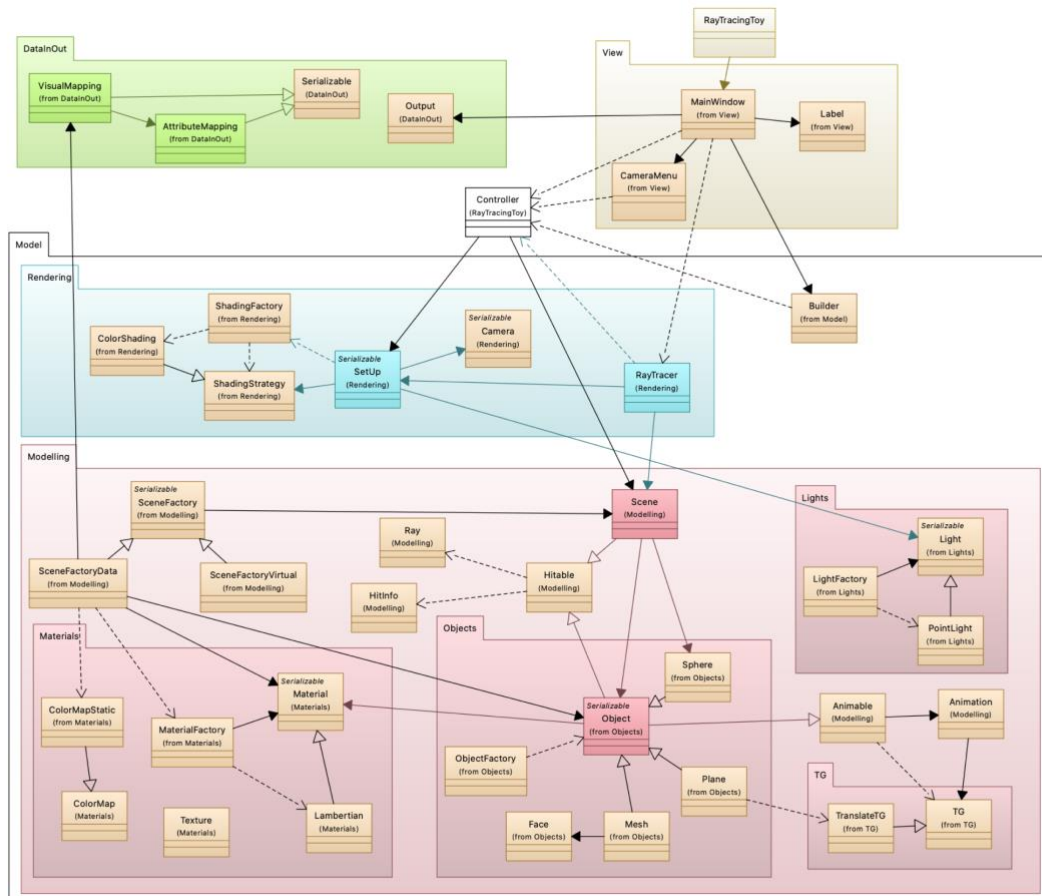 RayTracingToy
DataInOut
View
VisualMapping
(from DataInOut)
Serializable
(DataInOut)
Output
(DataInOut)
AttributeMapping
(from DataInOut)
MainWindow
(from View)
Label
(from View)
CameraMenu
(from View)
Controller
(RayTracingToy)
Model
Rendering
ShadingFactory
(from Rendering)
ColorShading
(from Rendering)
ShadingStrategy
(from Rendering)
Serializable
SetUp
(Rendering)
Serializable
Camera
(Rendering)
RayTracer
(Rendering)
Builder
(from Model)
Modelling
Serializable
SceneFactory
(from Modelling)
SceneFactoryData
(from Modelling)
SceneFactoryVirtual
(from Modelling)
Ray
(Modelling)
HitInfo
(Modelling)
Hitable
(Modelling)
Scene
(Modelling)
Lights
Serializable
Light
(from Lights)
LightFactory
(from Lights)
PointLight
(from Lights)
Materials
ColorMapStatic
(from Materials)
MaterialFactory
(from Materials)
Serializable
Material
(Materials)
ColorMap
(Materials)
Texture
(Materials)
Lambertian
(Materials)
Objects
Sphere
(from Objects)
Serializable
Object
(from Objects)
ObjectFactory
(from Objects)
Plane
(from Objects)
Face
(from Objects)
Mesh
(from Objects)
Animable
(Modelling)
Animation
(Modelling)
TG
TranslateTG
(from TG)
TG
(from TG)